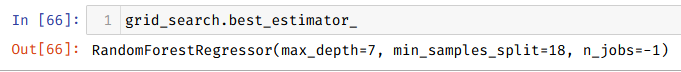 In [66]: 1 grid_search.best_estimator_
Out[66]: RandomForestRegressor(max_depth=7, min_samples_split=18, n_jobs=-1)